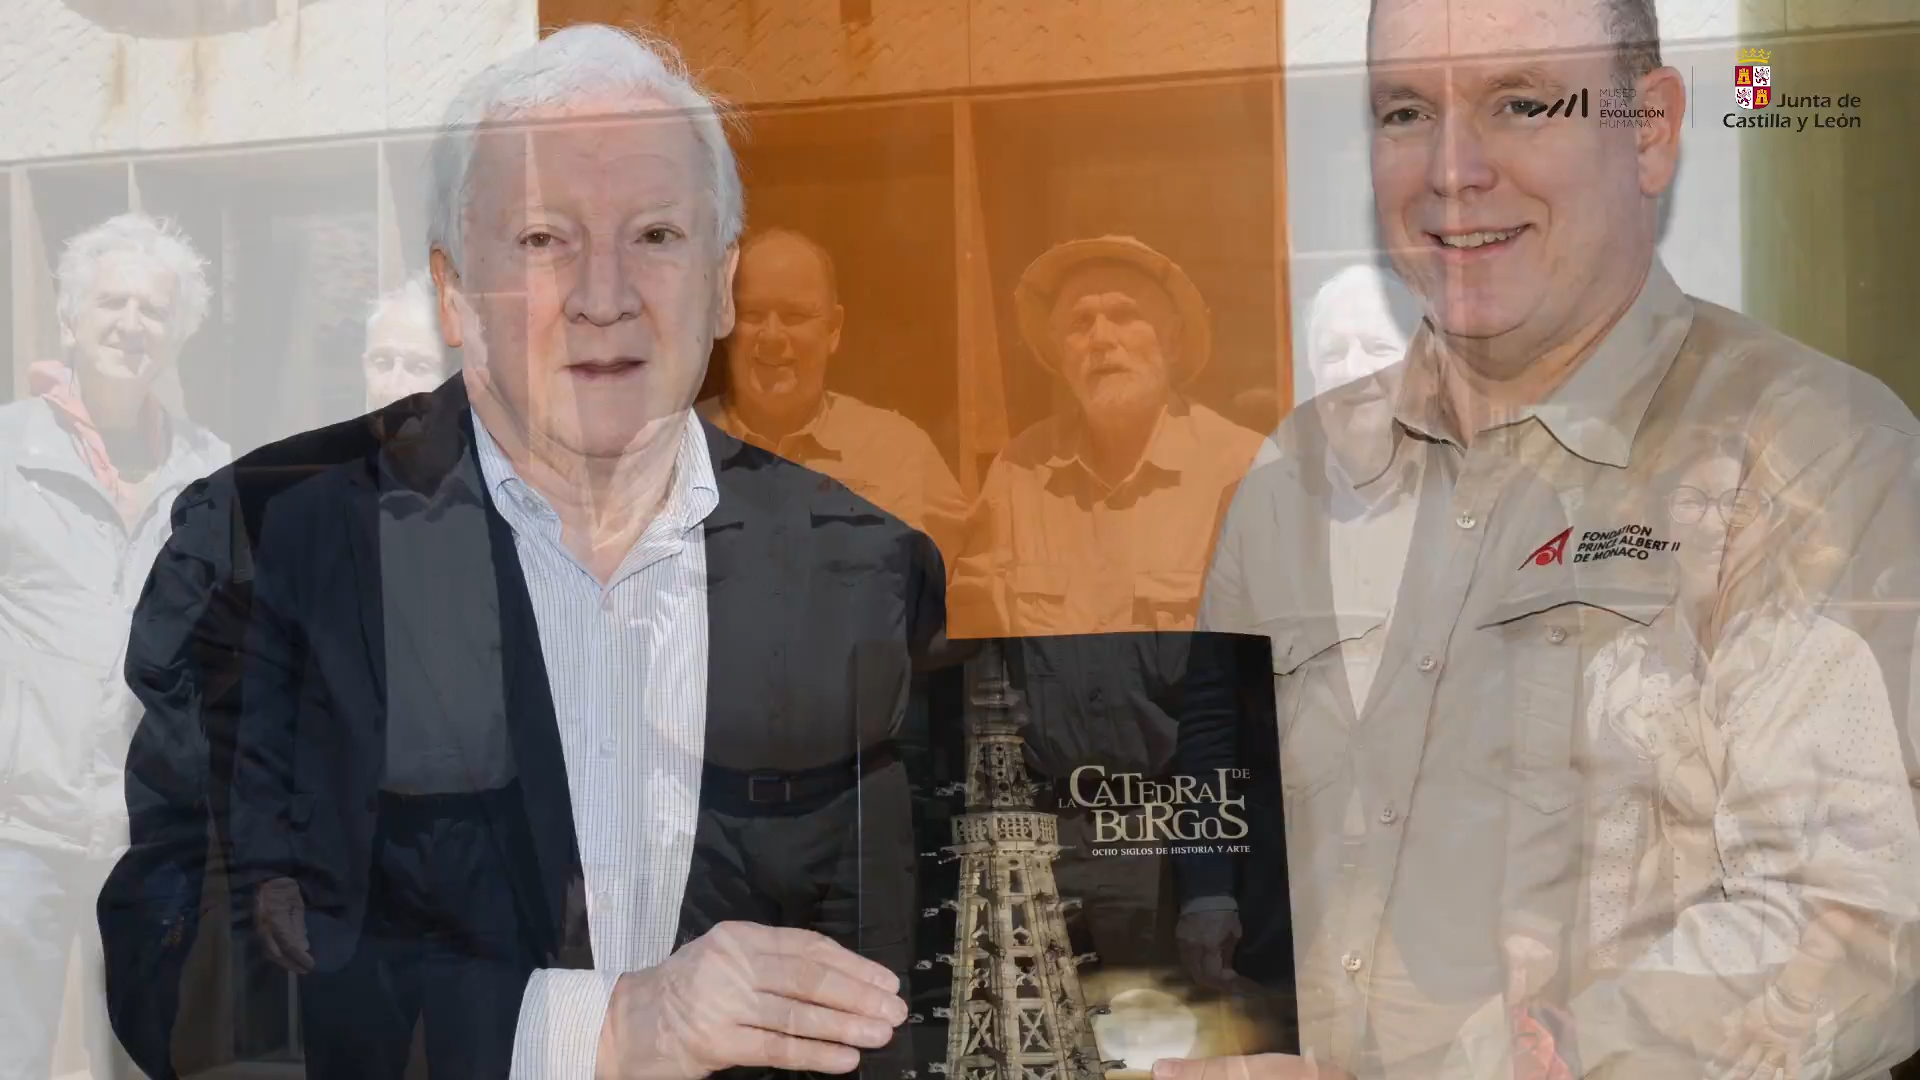 MUSEO
DE LA
EVOLUCIÓN
HUMANA
Junta de
Castilla y León
FONDATION
PRINCE ALBERT II
DE MONACO
LA CATEDRAL DE
BURGOS
OCHO SIGLOS DE HISTORIA Y ARTE